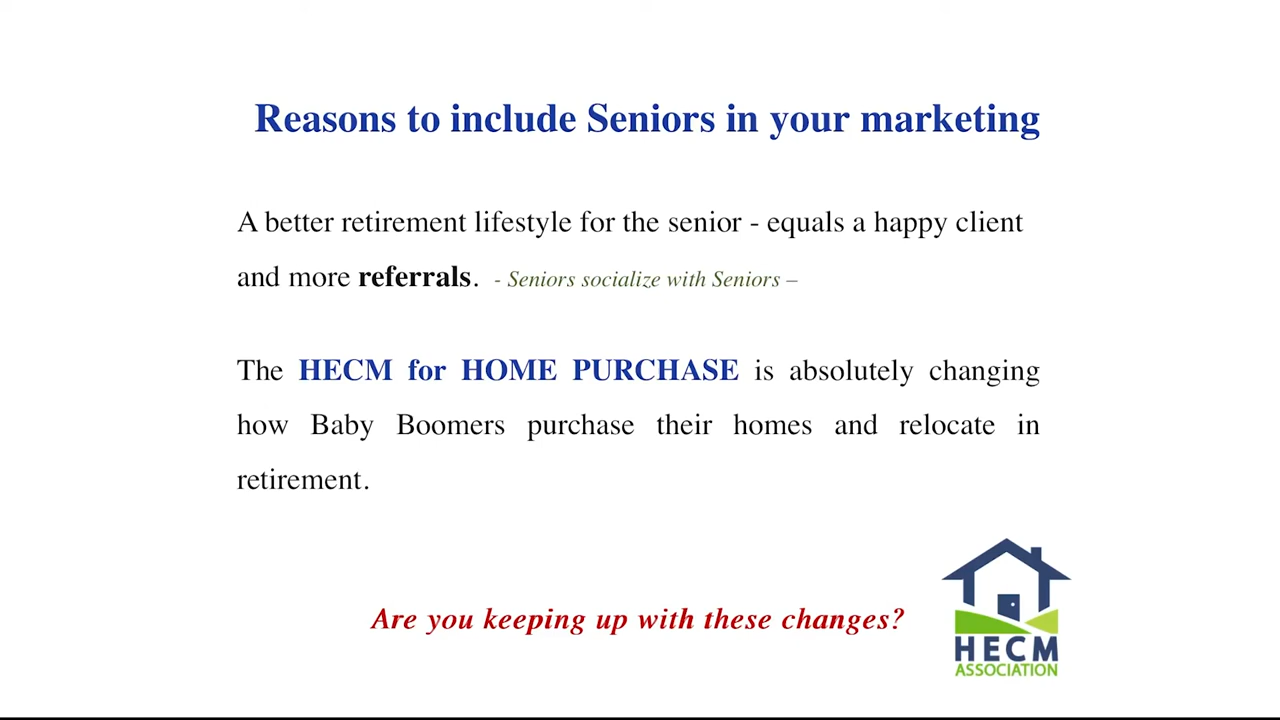 Reasons to include Seniors in your marketing
A better retirement lifestyle for the senior - equals a happy client
and more referrals. - Seniors socialize with Seniors –
The HECM for HOME PURCHASE is absolutely changing
how Baby Boomers purchase their homes and relocate in
retirement.
Are you keeping up with these changes?
HECM
ASSOCIATION